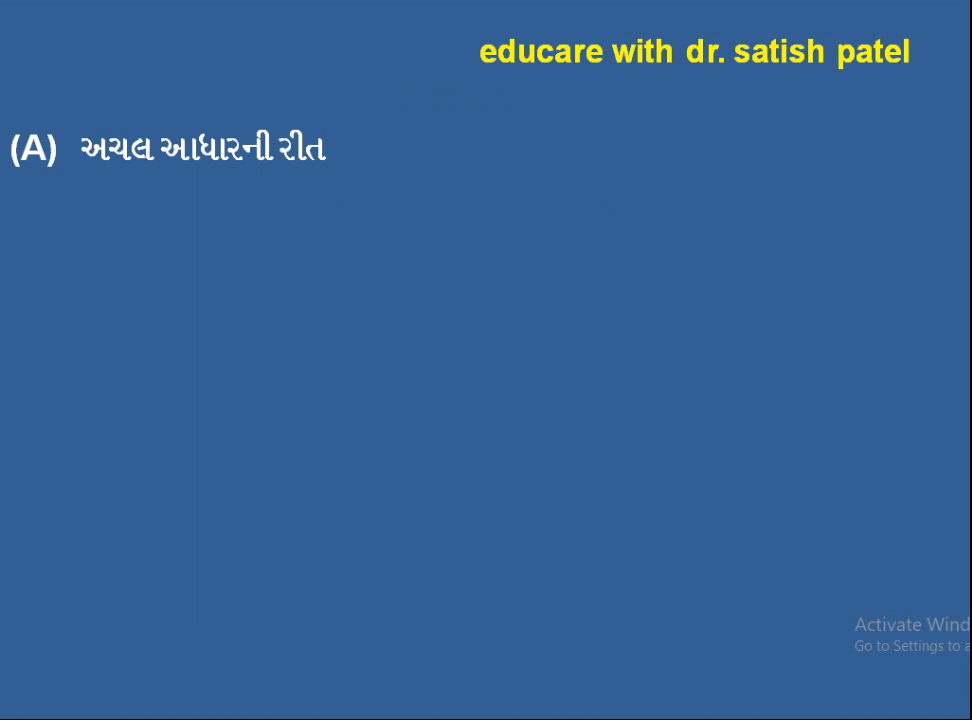 educare with dr. satish patel
(A) અચલ આધારની રીત
Activate Wind
Go to Settings to a